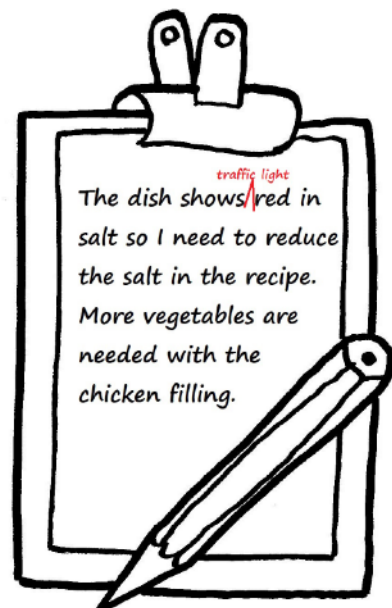 traffic light
The dish shows red in
salt so I need to reduce
the salt in the recipe.
More vegetables are
needed with the
chicken filling.